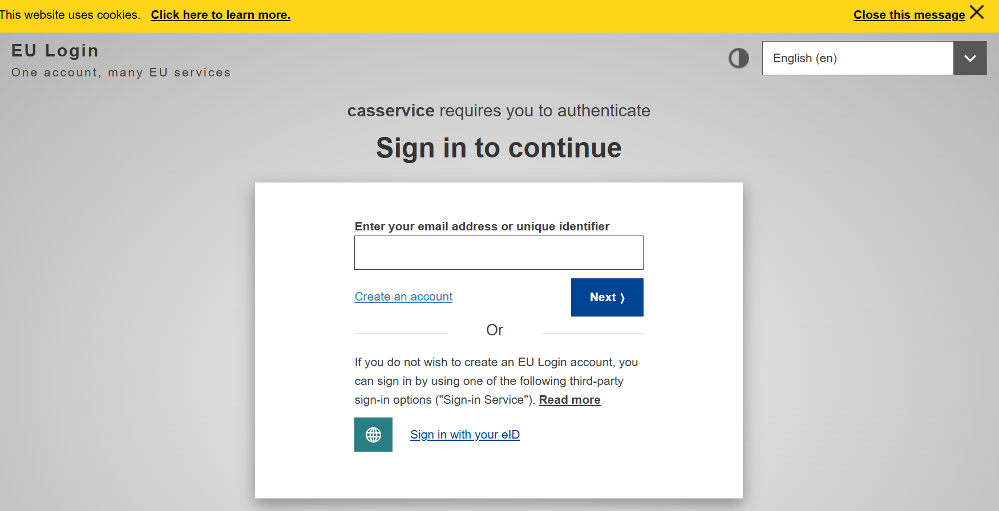 This website uses cookies. Click here to learn more. Close this message
EU Login
One account, many EU services
English (en)
casservice requires you to authenticate
Sign in to continue
Enter your email address or unique identifier
Create an account
Next ⟩
Or
If you do not wish to create an EU Login account, you
can sign in by using one of the following third-party
sign-in options ("Sign-in Service"). Read more
Sign in with your eID